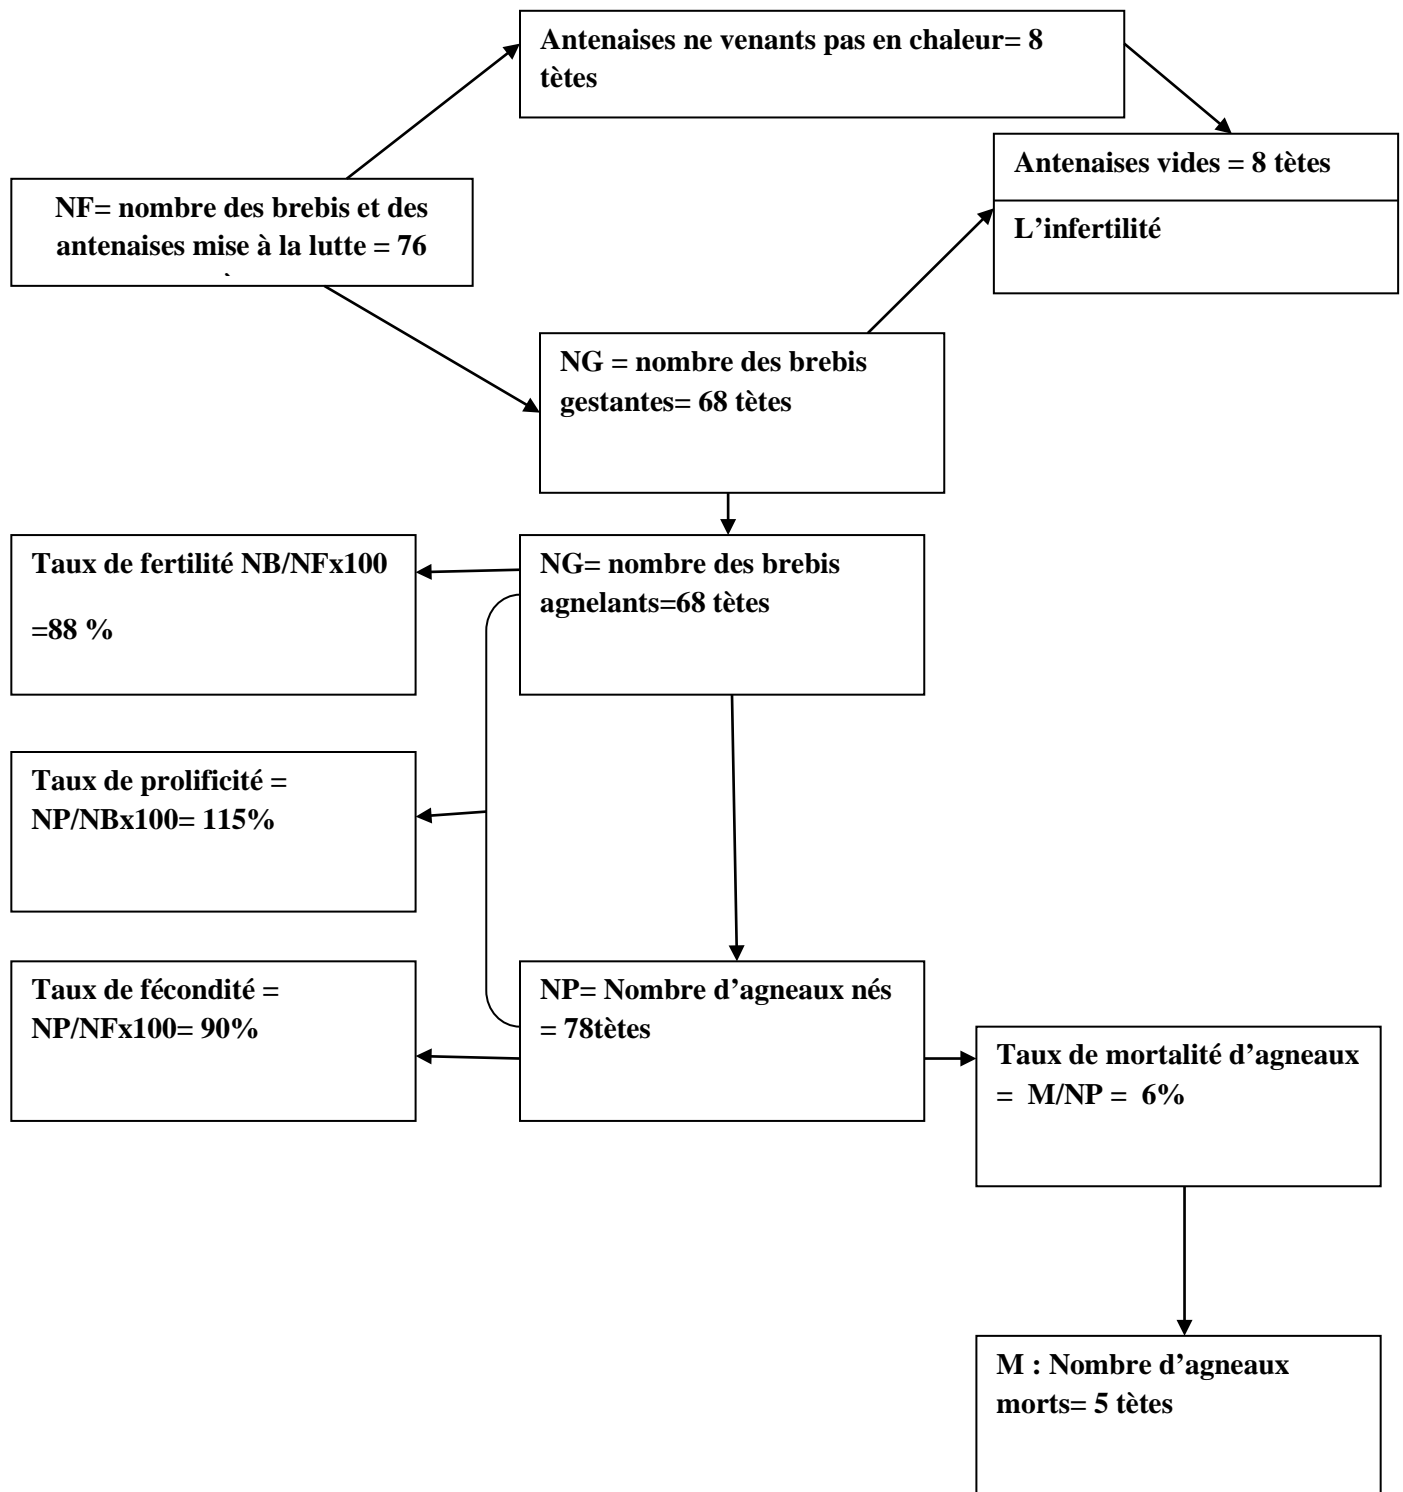 Antenaises ne venants pas en chaleur= 8
tètes
Antenaises vides = 8 tètes
L’infertilité
NF= nombre des brebis et des
antenaises mise à la lutte = 76
NG = nombre des brebis
gestantes= 68 tètes
Taux de fertilité NB/NFx100
=88 %
NG= nombre des brebis
agnelants=68 tètes
Taux de prolificité =
NP/NBx100= 115%
Taux de fécondité =
NP/NFx100= 90%
NP= Nombre d’agneaux nés
= 78tètes
Taux de mortalité d’agneaux
= M/NP = 6%
M : Nombre d’agneaux
morts= 5 tètes